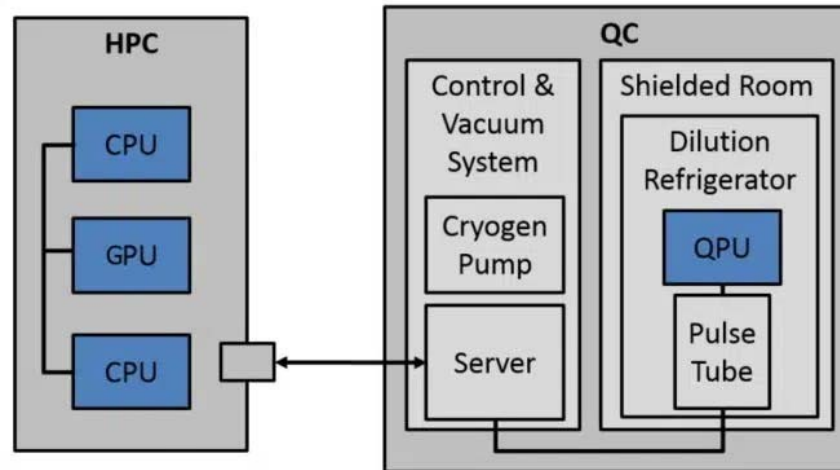 HPC
CPU
GPU
CPU
QC
Control &
Vacuum
System
Cryogen
Pump
Server
Shielded Room
Dilution
Refrigerator
QPU
Pulse
Tube